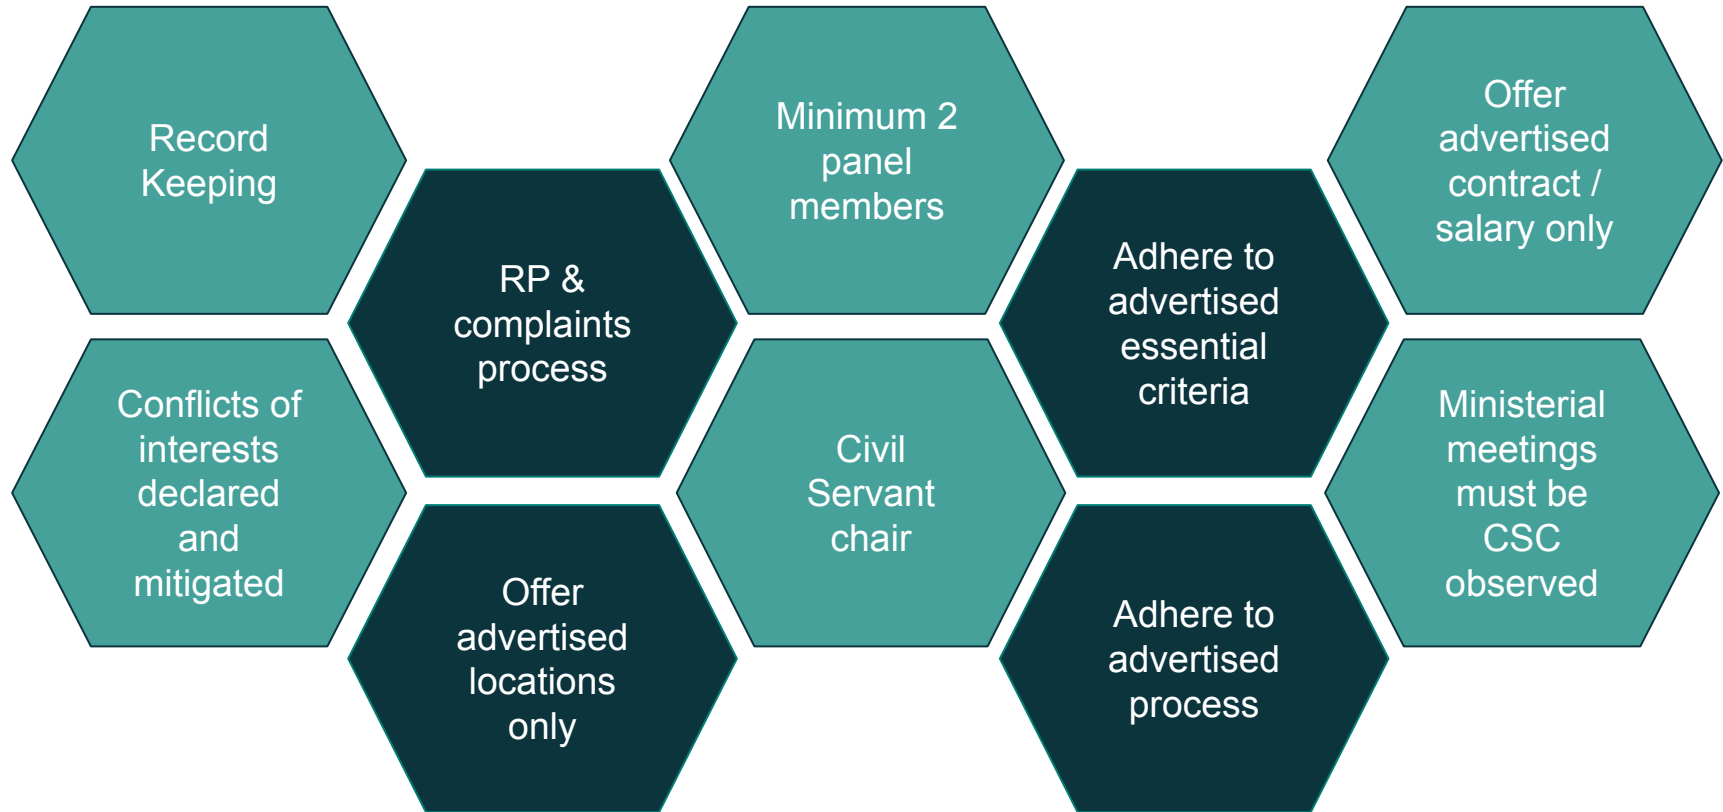 Record
Keeping
RP &
complaints
process
Minimum 2
panel
members
Adhere to
advertised
essential
criteria
Offer
advertised
contract /
salary only
Conflicts of
interests
declared
and
mitigated
Offer
advertised
locations
only
Civil
Servant
chair
Adhere to
advertised
process
Ministerial
meetings
must be
CSC
observed